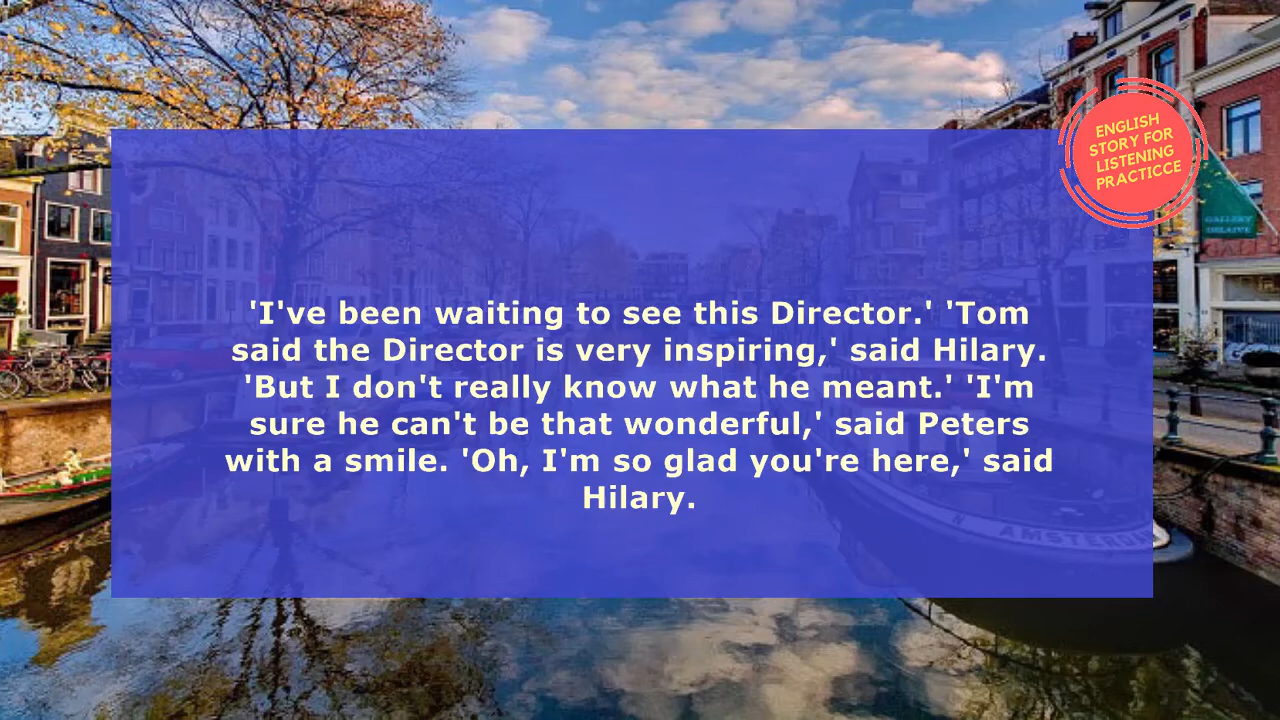 ENGLISH
STORY FOR
LISTENING
PRACTICCE
GALLERY
DELAIVE
'I've been waiting to see this Director.' 'Tom
said the Director is very inspiring,' said Hilary.
'But I don't really know what he meant.' 'I'm
sure he can't be that wonderful,' said Peters
with a smile. 'Oh, I'm so glad you're here,' said
Hilary.
N AMSTERDAM